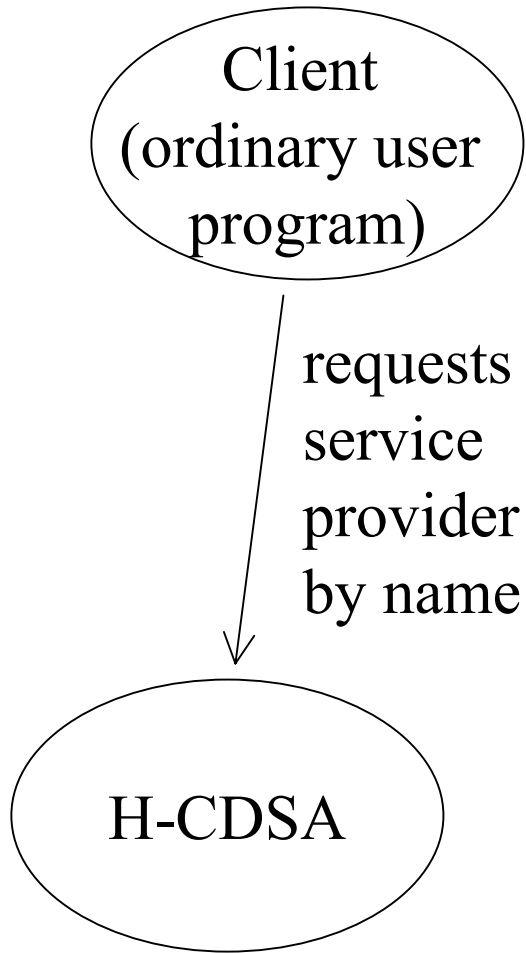 Client
(ordinary user
program)
requests
service
provider
by name
H-CDSA